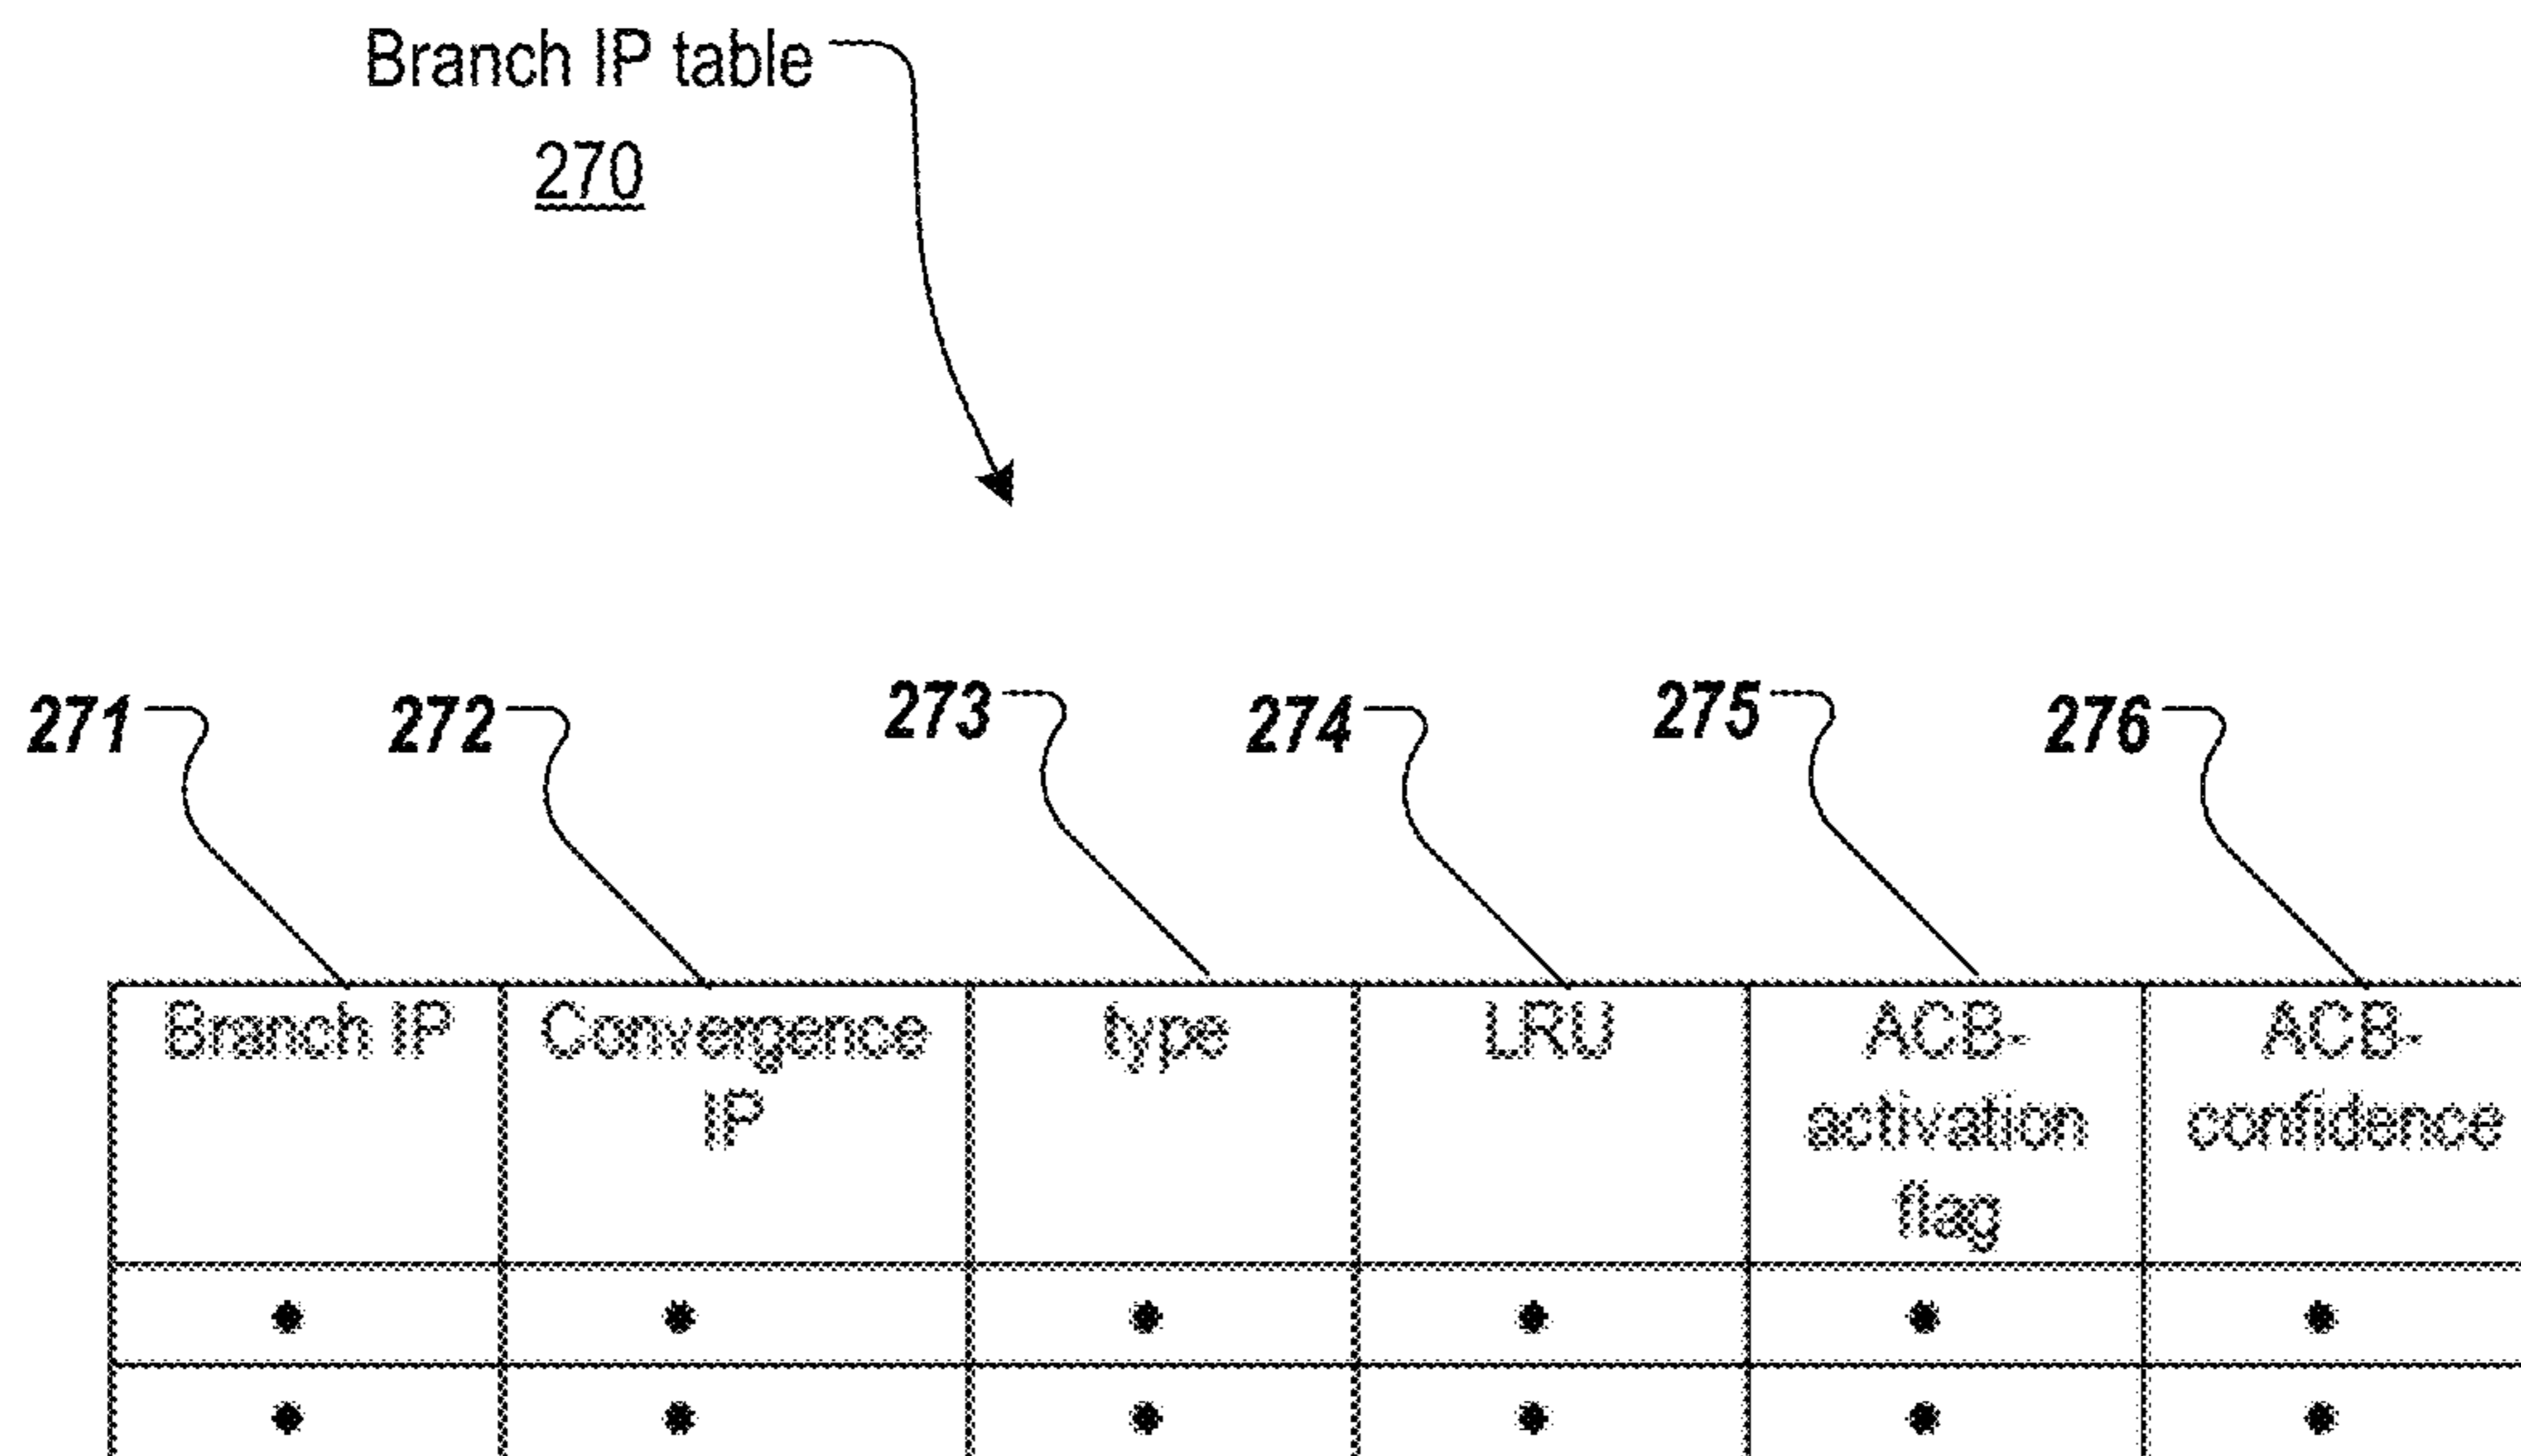 Branch IP table
270
271 272 273 274 275 276
Branch IP Convergence IP type LRU ACB-activation flag ACB-confidence